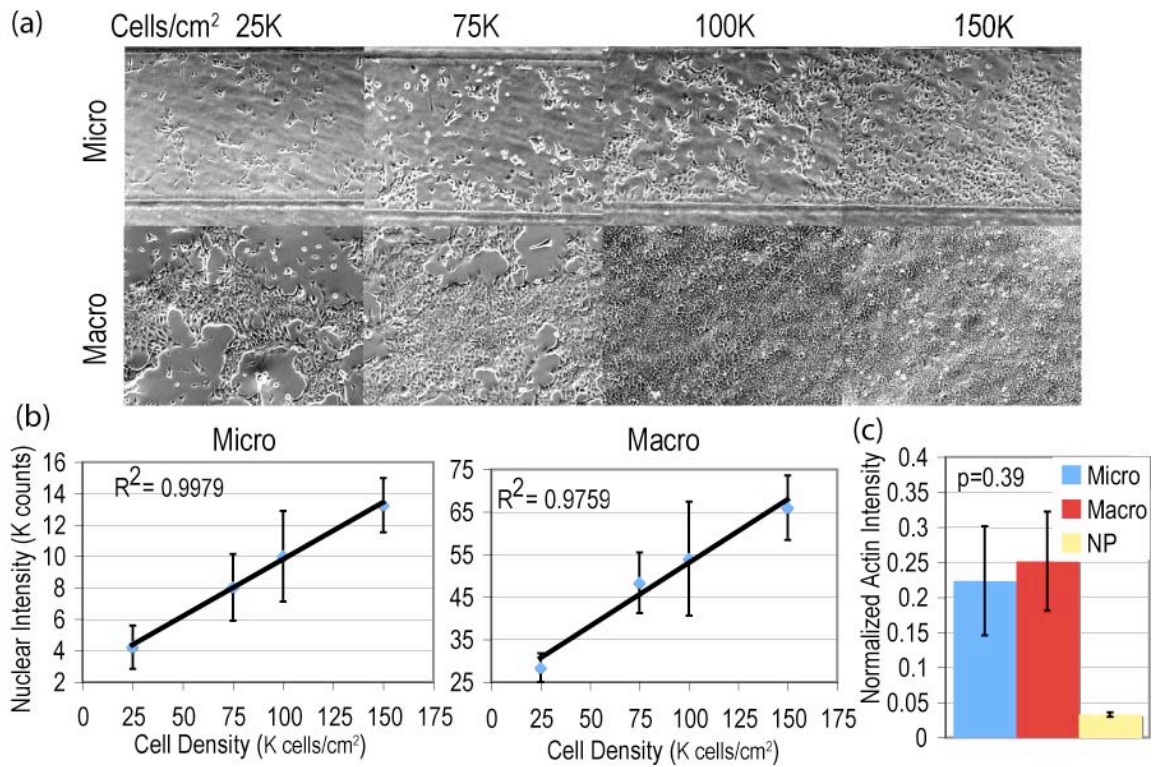 (a)
Cells/cm² 25K 75K 100K 150K
Micro
Macro
(b)
Micro
Nuclear Intensity (K counts)
16
14
12
10
8
6
4
2
R² = 0.9979
0 25 50 75 100 125 150 175
Cell Density (K cells/cm²)
Macro
75
65
55
45
35
25
R² = 0.9759
0 25 50 75 100 125 150 175
Cell Density (K cells/cm²)
(c)
Normalized Actin Intensity
0.4
0.35
0.3
0.25
0.2
0.15
0.1
0.05
0
p=0.39
Micro
Macro
NP